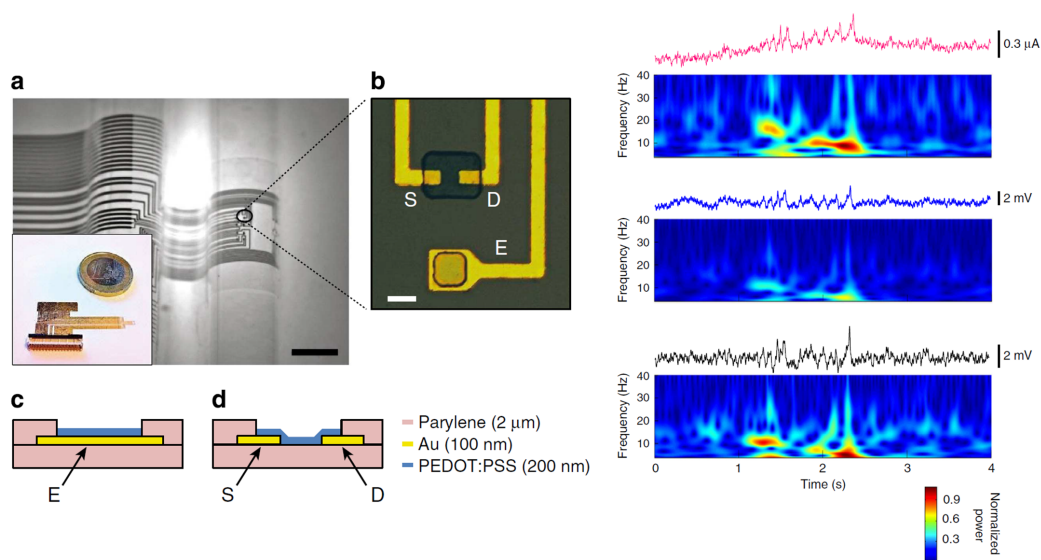 a
b
S
D
E
c
d
E
S
D
Parylene (2 μm)
Au (100 nm)
PEDOT:PSS (200 nm)
0.3 μA
Frequency (Hz)
40
30
20
10
2 mV
Frequency (Hz)
40
30
20
10
2 mV
Frequency (Hz)
40
30
20
10
0
1
2
3
4
Time (s)
0.9
0.6
0.3
Normalized
power